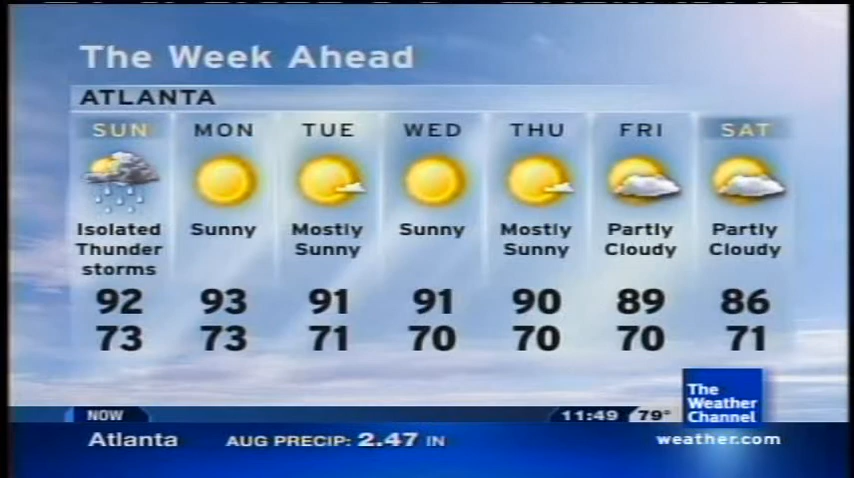 The Week Ahead
ATLANTA
SUN MON TUE WED THU FRI SAT
Isolated Thunder storms
Sunny
Mostly Sunny
Sunny
Mostly Sunny
Partly Cloudy
Partly Cloudy
92 93 91 91 90 89 86
73 73 71 70 70 70 71
The
Weather
Channel
NOW 11:49 79°
Atlanta AUG PRECIP: 2.47 IN weather.com